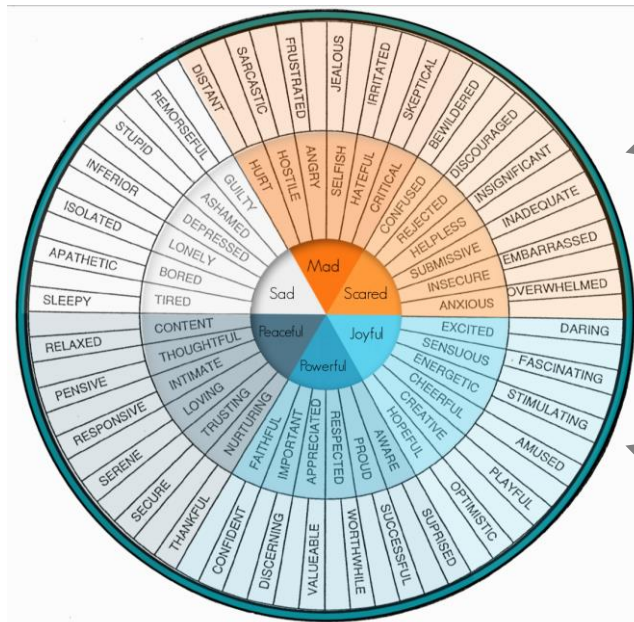 Mad
Scared
Joyful
Powerful
Peaceful
Sad
HURT
HOSTILE
ANGRY
SELFISH
HATEFUL
CRITICAL
CONFUSED
REJECTED
HELPLESS
SUBMISSIVE
INSECURE
ANXIOUS
EXCITED
SENSUOUS
ENERGETIC
CHEERFUL
CREATIVE
HOPEFUL
AWARE
PROUD
RESPECTED
APPRECIATED
IMPORTANT
FAITHFUL
NURTURING
TRUSTING
LOVING
INTIMATE
THOUGHTFUL
CONTENT
TIRED
BORED
LONELY
DEPRESSED
ASHAMED
GUILTY
DISTANT
SARCASTIC
FRUSTRATED
JEALOUS
IRRITATED
SKEPTICAL
BEWILDERED
DISCOURAGED
INSIGNIFICANT
INADEQUATE
EMBARRASSED
OVERWHELMED
DARING
FASCINATING
STIMULATING
AMUSED
PLAYFUL
OPTIMISTIC
SUPRISED
SUCCESSFUL
WORTHWHILE
VALUEABLE
DISCERNING
CONFIDENT
THANKFUL
SECURE
SERENE
RESPONSIVE
PENSIVE
RELAXED
SLEEPY
APATHETIC
ISOLATED
INFERIOR
STUPID
REMORSEFUL